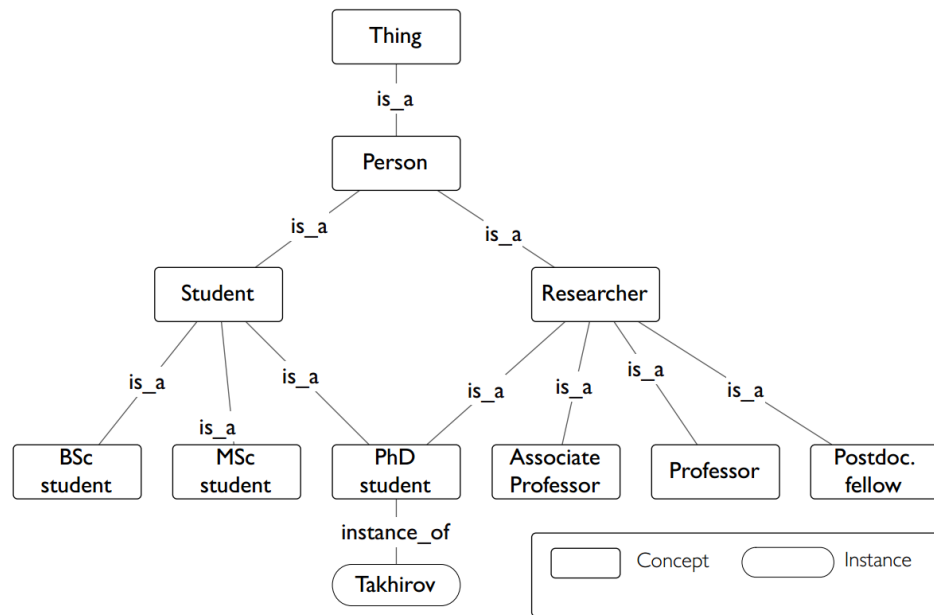 Thing
is_a
Person
is_a
is_a
Student
Researcher
is_a
is_a
is_a
is_a
is_a
is_a
is_a
BSc
student
MSc
student
PhD
student
Associate
Professor
Professor
Postdoc.
fellow
instance_of
Takhirov
Concept
Instance